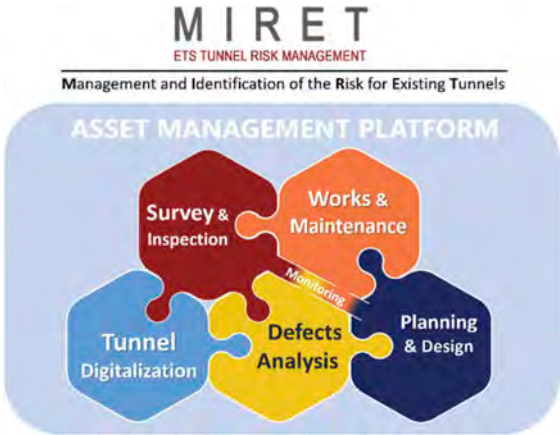 MIRET
ETS TUNNEL RISK MANAGEMENT
Management and Identification of the Risk for Existing Tunnels
ASSET MANAGEMENT PLATFORM
Survey &
Inspection
Works &
Maintenance
Monitoring
Tunnel
Digitalization
Defects
Analysis
Planning
& Design